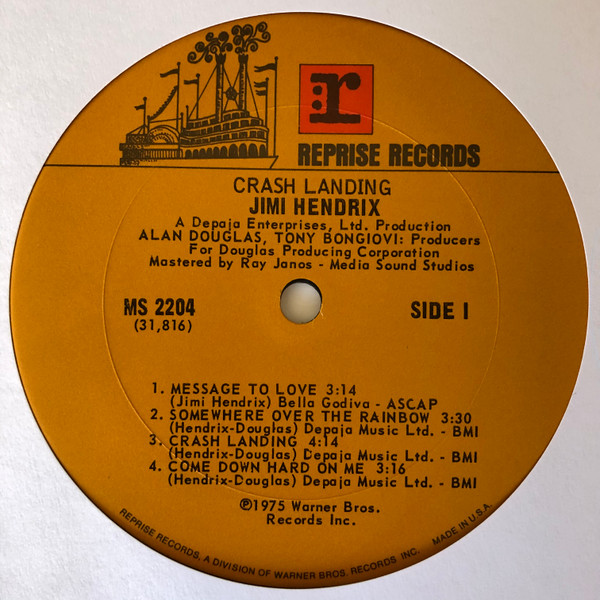 r
REPRISE RECORDS
CRASH LANDING
JIMI HENDRIX
A Depaja Enterprises, Ltd. Production
ALAN DOUGLAS, TONY BONGIOVI: Producers
For Douglas Producing Corporation
Mastered by Ray Janos - Media Sound Studios
MS 2204
(31,816)
SIDE 1
1. MESSAGE TO LOVE 3:14
(Jimi Hendrix) Bella Godiva - ASCAP
2. SOMEWHERE OVER THE RAINBOW 3:30
(Hendrix-Douglas) Depaja Music Ltd. - BMI
3. CRASH LANDING 4:14
(Hendrix-Douglas) Depaja Music Ltd. - BMI
4. COME DOWN HARD ON ME 3:16
(Hendrix-Douglas) Depaja Music Ltd. - BMI
℗1975 Warner Bros.
Records Inc.
REPRISE RECORDS, A DIVISION OF WARNER BROS. RECORDS INC. MADE IN U.S.A.